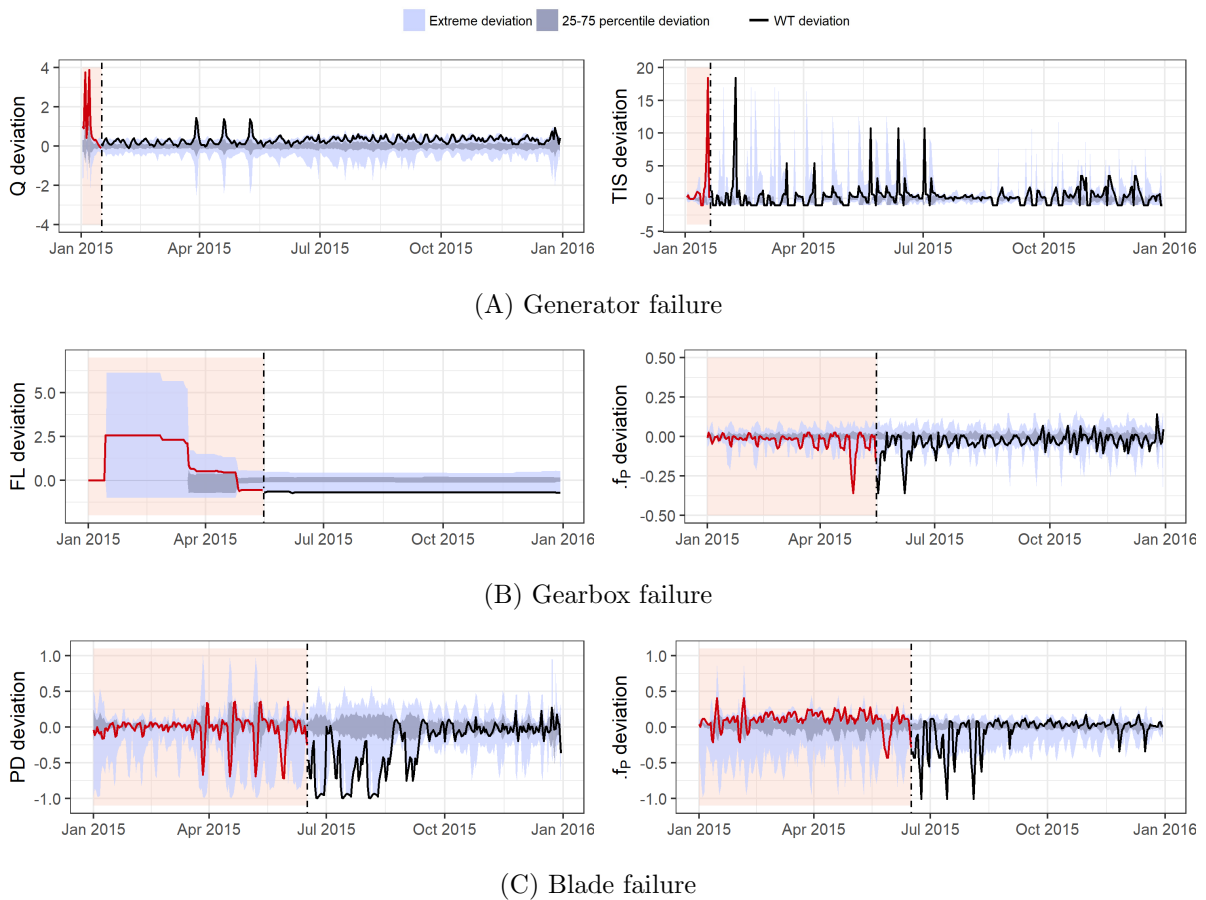 Extreme deviation 25-75 percentile deviation WT deviation
Q deviation
4
2
0
-2
-4
Jan 2015 Apr 2015 Jul 2015 Oct 2015 Jan 2016
TIS deviation
20
15
10
5
0
-5
Jan 2015 Apr 2015 Jul 2015 Oct 2015 Jan 2016
(A) Generator failure
FL deviation
5.0
2.5
0.0
Jan 2015 Apr 2015 Jul 2015 Oct 2015 Jan 2016
.fP deviation
0.50
0.25
0.00
-0.25
-0.50
Jan 2015 Apr 2015 Jul 2015 Oct 2015 Jan 2016
(B) Gearbox failure
PD deviation
1.0
0.5
0.0
-0.5
-1.0
Jan 2015 Apr 2015 Jul 2015 Oct 2015 Jan 2016
.fP deviation
1.0
0.5
0.0
-0.5
-1.0
Jan 2015 Apr 2015 Jul 2015 Oct 2015 Jan 2016
(C) Blade failure